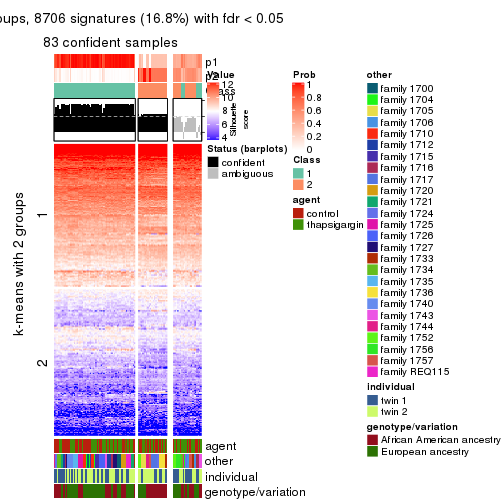 oups, 8706 signatures (16.8%) with fdr < 0.05
83 confident samples
p1
p2
Class
Silhouette
score
k-means with 2 groups
1
2
agent
other
individual
genotype/variation
Value
12
10
8
6
4
Status (barplots)
confident
ambiguous
Prob
1
0.8
0.6
0.4
0.2
0
Class
1
2
agent
control
thapsigargin
other
family 1700
family 1704
family 1705
family 1706
family 1710
family 1712
family 1715
family 1716
family 1717
family 1720
family 1721
family 1724
family 1725
family 1726
family 1727
family 1733
family 1734
family 1735
family 1736
family 1740
family 1743
family 1744
family 1752
family 1756
family 1757
family REQ115
individual
twin 1
twin 2
genotype/variation
African American ancestry
European ancestry